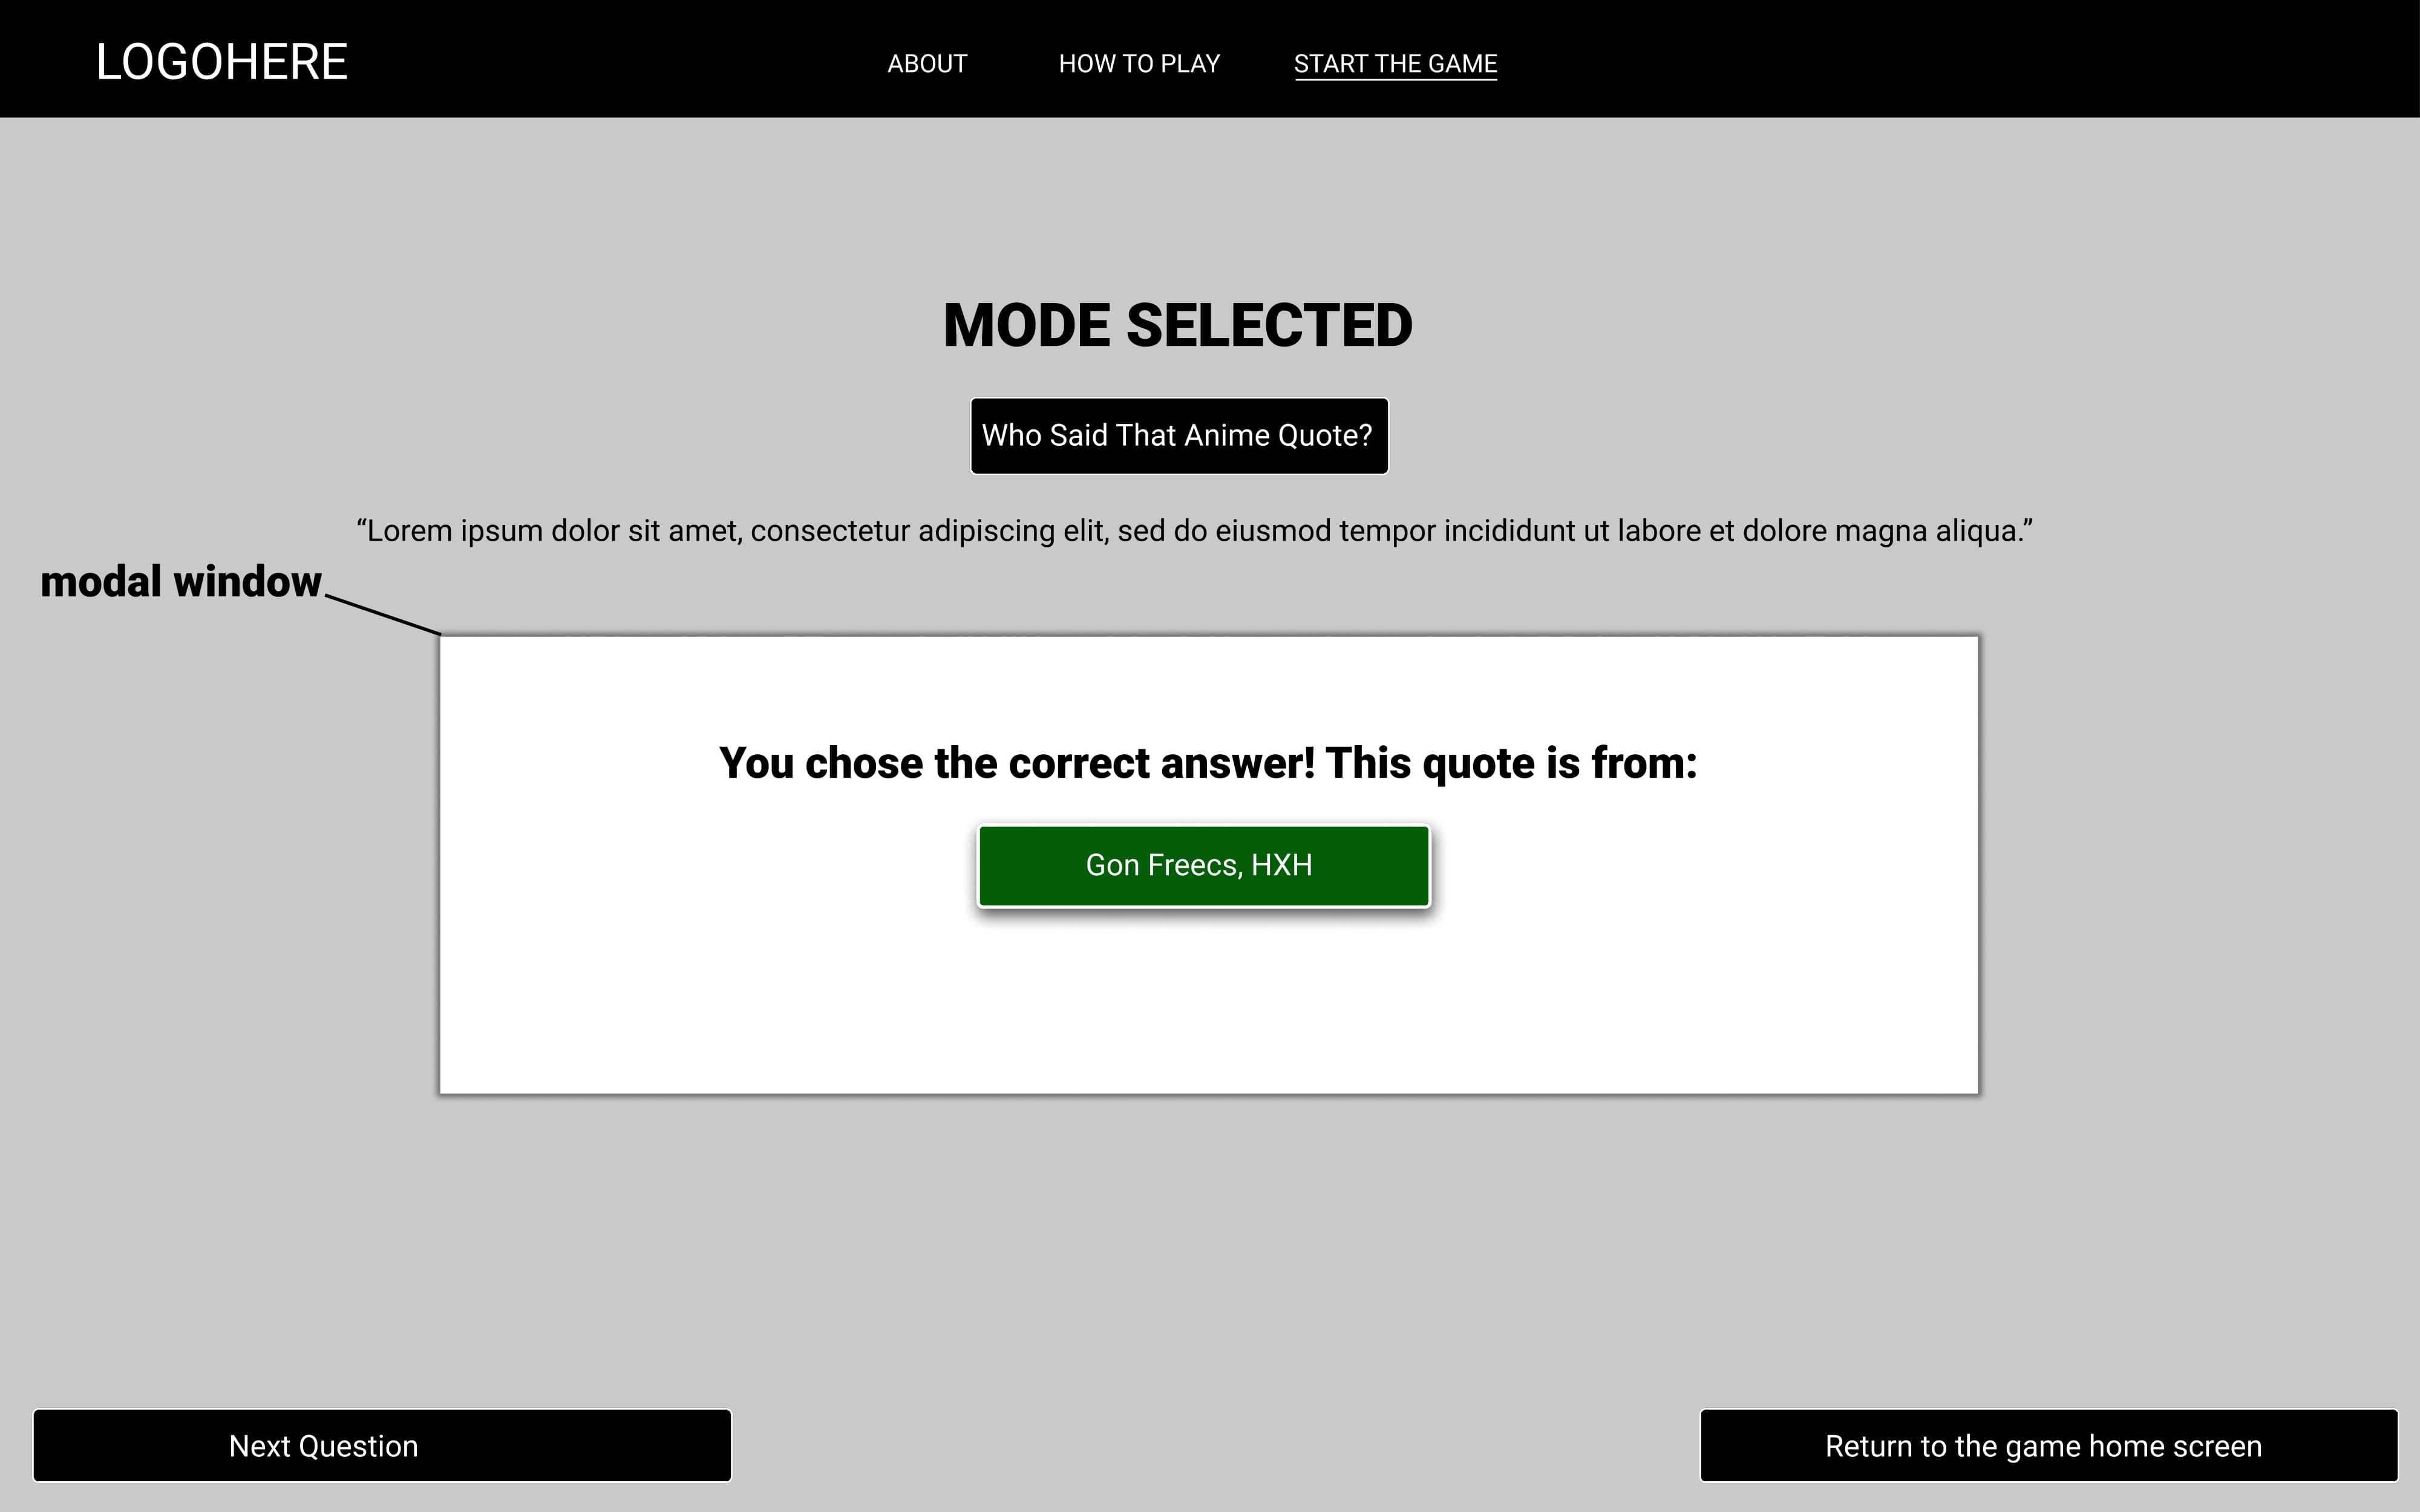 LOGOHERE
ABOUT HOW TO PLAY START THE GAME
MODE SELECTED
Who Said That Anime Quote?
“Lorem ipsum dolor sit amet, consectetur adipiscing elit, sed do eiusmod tempor incididunt ut labore et dolore magna aliqua.”
modal window
You chose the correct answer! This quote is from:
Gon Freecs, HXH
Next Question
Return to the game home screen